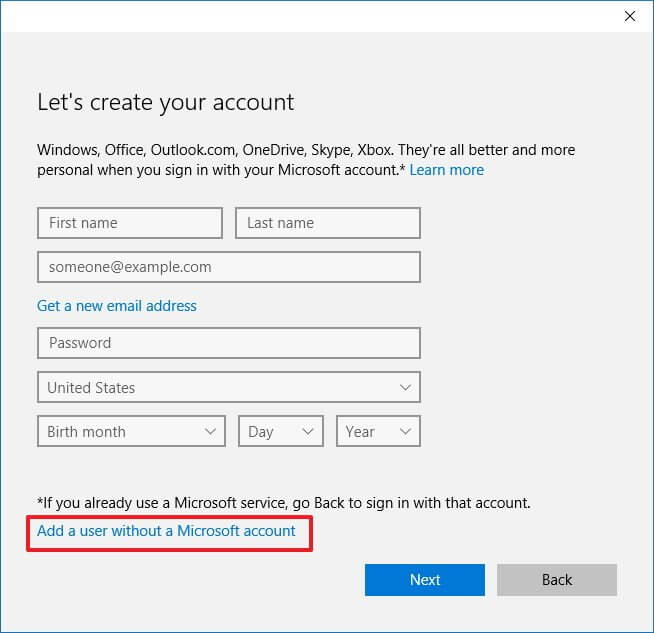 Let's create your account
Windows, Office, Outlook.com, OneDrive, Skype, Xbox. They're all better and more
personal when you sign in with your Microsoft account.* Learn more
First name Last name
someone@example.com
Get a new email address
Password
United States
Birth month Day Year
*If you already use a Microsoft service, go Back to sign in with that account.
Add a user without a Microsoft account
Next Back